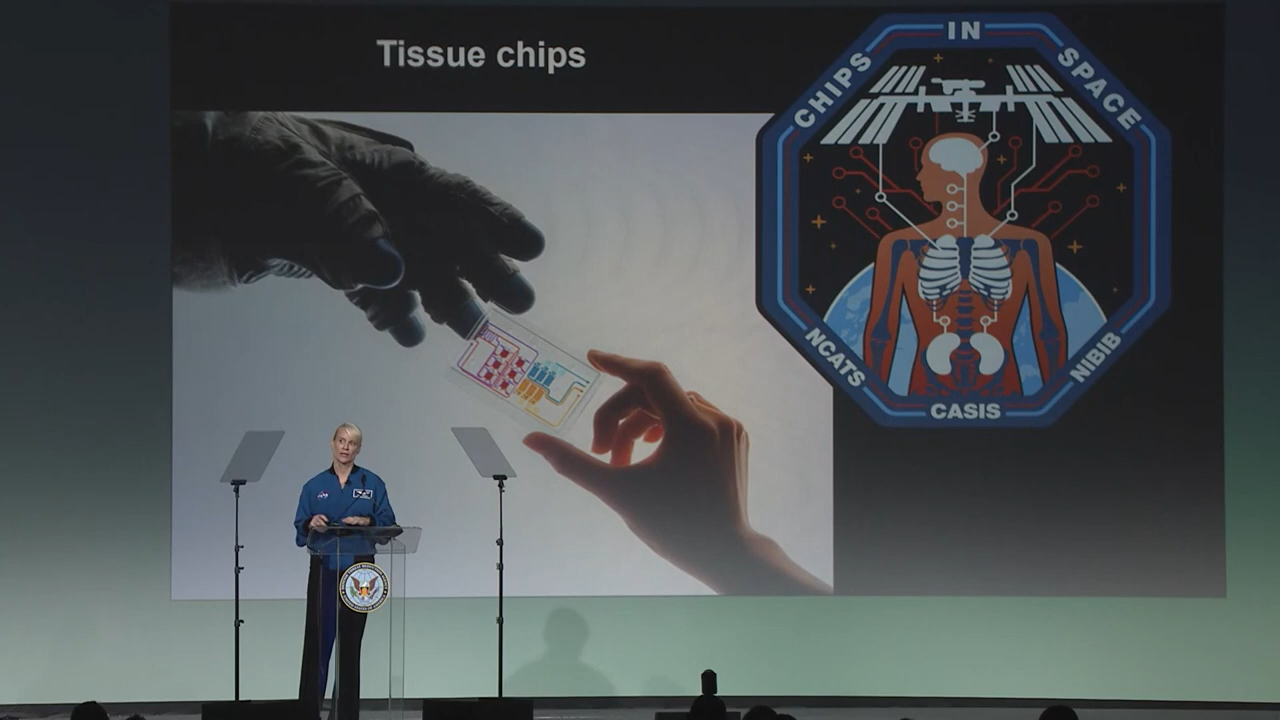 Tissue chips
CHIPS IN SPACE
NCATS
CASIS
NIBIB